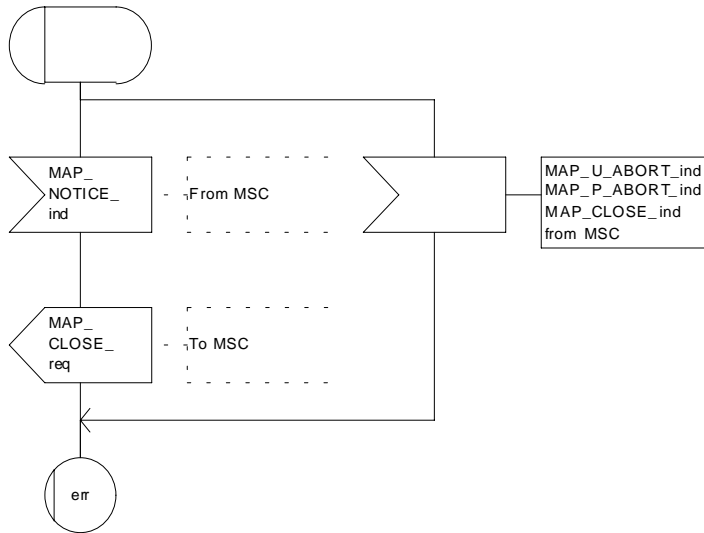 MAP_
NOTICE_
ind
From MSC
MAP_U_ABORT_ind
MAP_P_ABORT_ind
MAP_CLOSE_ind
from MSC
MAP_
CLOSE_
req
To MSC
err